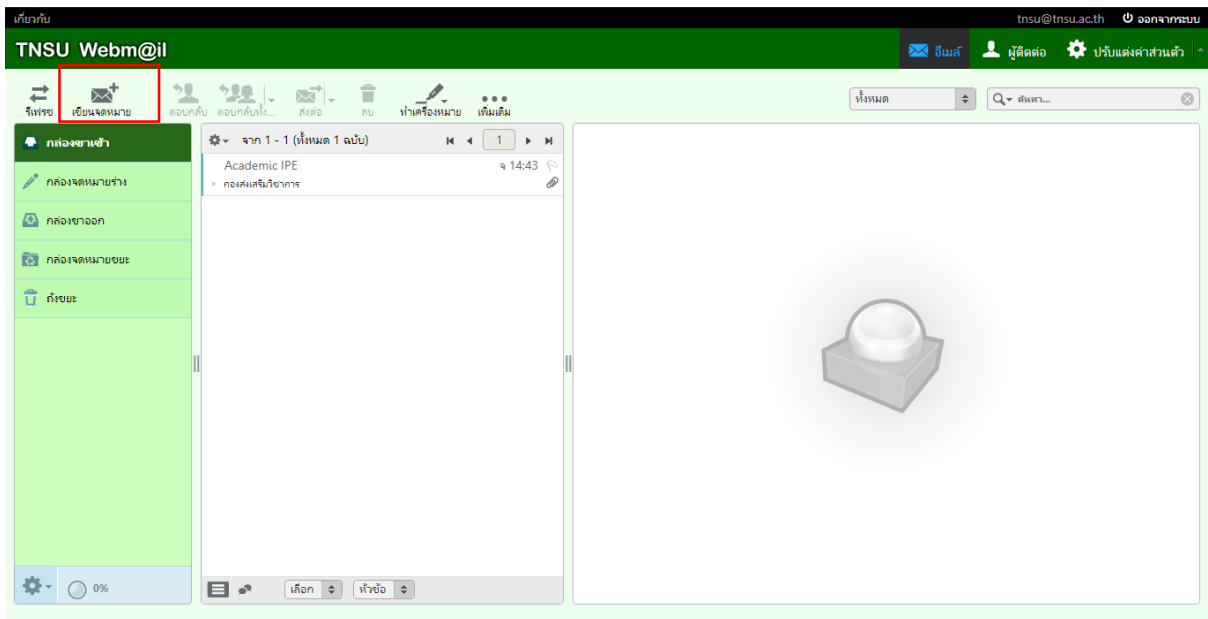 เกี่ยวกับ
tnsu@tnsu.ac.th ออกจากระบบ
TNSU Webm@il
อีเมล์ ผู้ติดต่อ ปรับแต่งค่าส่วนตัว
รีเฟรช เขียนจดหมาย ตอบกลับ ตอบกลับทั้ง... ส่งต่อ ลบ ทำเครื่องหมาย เพิ่มเติม
ทั้งหมด ค้นหา...
กล่องขาเข้า
กล่องจดหมายร่าง
กล่องขาออก
กล่องจดหมายขยะ
ถังขยะ
จาก 1 - 1 (ทั้งหมด 1 ฉบับ) 1
Academic IPE จ 14:43
กองส่งเสริมวิชาการ
0%
เลือก หัวข้อ